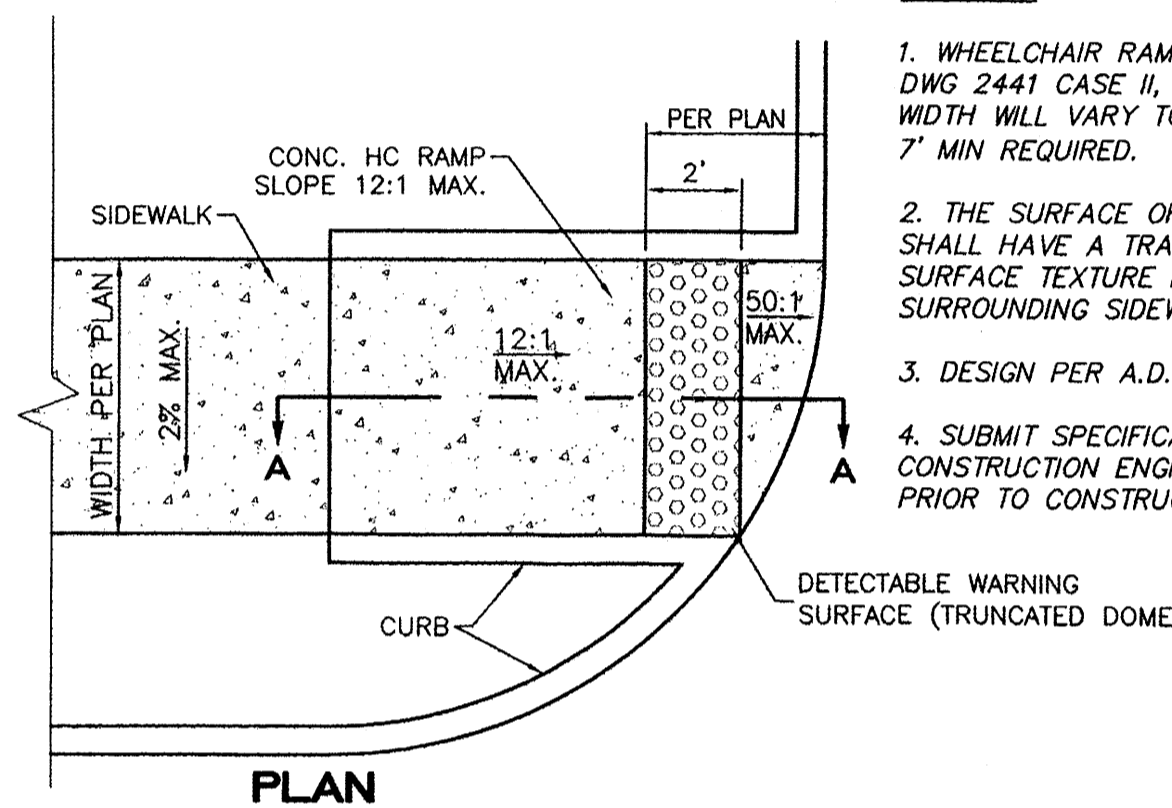 PER PLAN
2'
CONC. HC RAMP
SLOPE 12:1 MAX.
SIDEWALK
WIDTH PER PLAN
2% MAX.
12:1
MAX.
50:1
MAX.
A
A
CURB
DETECTABLE WARNING
SURFACE (TRUNCATED DOME
PLAN
1. WHEELCHAIR RAM
DWG 2441 CASE II,
WIDTH WILL VARY TO
7' MIN REQUIRED.
2. THE SURFACE OF
SHALL HAVE A TRA
SURFACE TEXTURE
SURROUNDING SIDEW
3. DESIGN PER A.D.
4. SUBMIT SPECIFICA
CONSTRUCTION ENG
PRIOR TO CONSTRUC